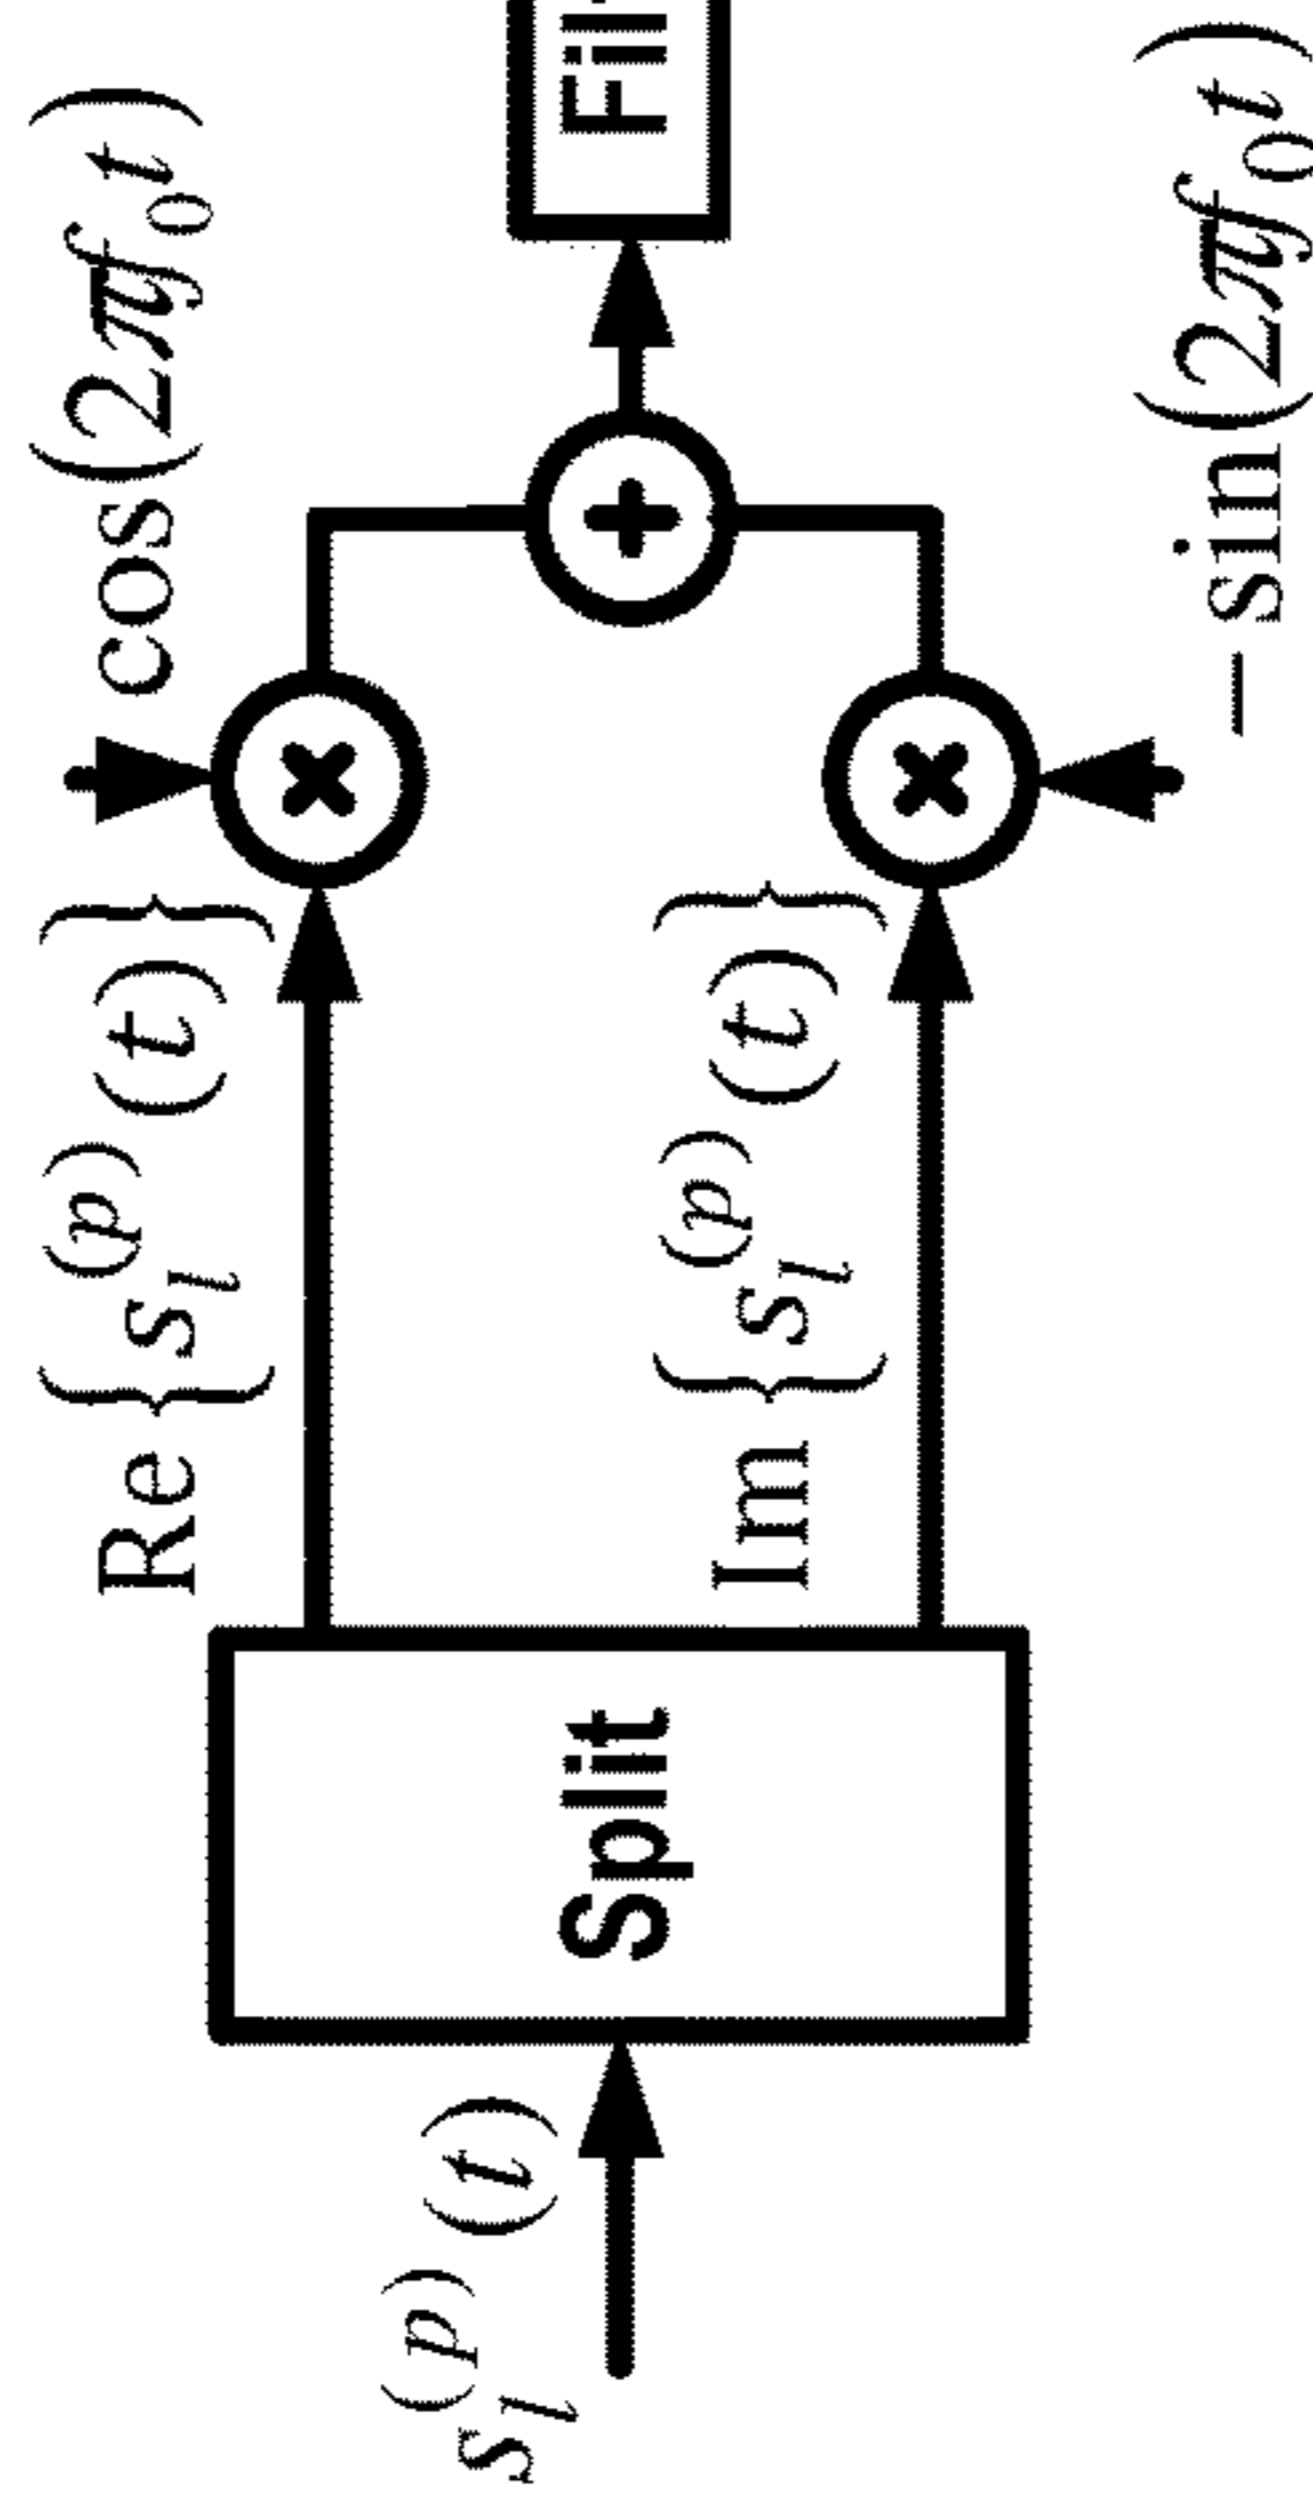 s_l^(p)(t)
Split
Re{s_l^(p)(t)}
Im{s_l^(p)(t)}
cos(2πf_0t)
−sin(2πf_0t)